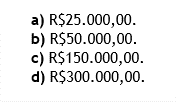 a) R$25.000,00.
b) R$50.000,00.
c) R$150.000,00.
d) R$300.000,00.